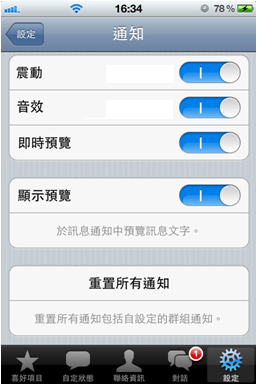 16:34 78%
設定 通知
震動
音效
即時預覽
顯示預覽
於訊息通知中預覽訊息文字。
重置所有通知
重置所有通知包括自設定的群組通知。
1
喜好項目 自定狀態 聯絡資訊 對話 設定